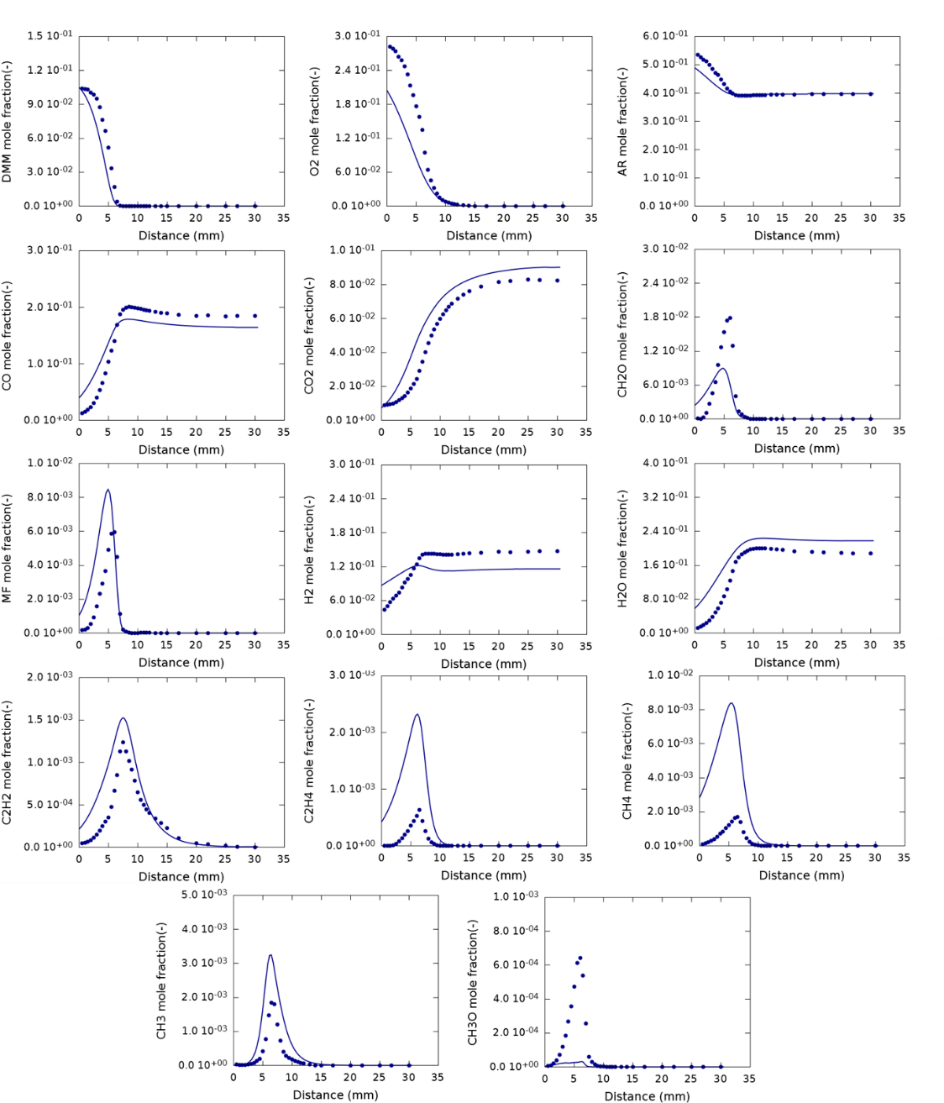 DMM mole fraction(-)
1.5 10-01
1.2 10-01
9.0 10-02
6.0 10-02
3.0 10-02
0.0 10+00
0 5 10 15 20 25 30 35
Distance (mm)
O2 mole fraction(-)
3.0 10-01
2.4 10-01
1.8 10-01
1.2 10-01
6.0 10-02
0.0 10+00
0 5 10 15 20 25 30 35
Distance (mm)
AR mole fraction(-)
6.0 10-01
5.0 10-01
4.0 10-01
3.0 10-01
2.0 10-01
1.0 10-01
0.0 10+00
0 5 10 15 20 25 30 35
Distance (mm)
CO mole fraction(-)
3.0 10-01
2.0 10-01
1.0 10-01
0.0 10+00
0 5 10 15 20 25 30 35
Distance (mm)
CO2 mole fraction(-)
1.0 10-01
8.0 10-02
6.0 10-02
4.0 10-02
2.0 10-02
0.0 10+00
0 5 10 15 20 25 30 35
Distance (mm)
CH2O mole fraction(-)
3.0 10-02
2.4 10-02
1.8 10-02
1.2 10-02
6.0 10-03
0.0 10+00
0 5 10 15 20 25 30 35
Distance (mm)
MF mole fraction(-)
1.0 10-02
8.0 10-03
6.0 10-03
4.0 10-03
2.0 10-03
0.0 10+00
0 5 10 15 20 25 30 35
Distance (mm)
H2 mole fraction(-)
3.0 10-01
2.4 10-01
1.8 10-01
1.2 10-01
6.0 10-02
0.0 10+00
0 5 10 15 20 25 30 35
Distance (mm)
H2O mole fraction(-)
4.0 10-01
3.2 10-01
2.4 10-01
1.6 10-01
8.0 10-02
0.0 10+00
0 5 10 15 20 25 30 35
Distance (mm)
C2H2 mole fraction(-)
2.0 10-03
1.5 10-03
1.0 10-03
5.0 10-04
0.0 10+00
0 5 10 15 20 25 30 35
Distance (mm)
C2H4 mole fraction(-)
3.0 10-03
2.0 10-03
1.0 10-03
0.0 10+00
0 5 10 15 20 25 30 35
Distance (mm)
CH4 mole fraction(-)
1.0 10-02
8.0 10-03
6.0 10-03
4.0 10-03
2.0 10-03
0.0 10+00
0 5 10 15 20 25 30 35
Distance (mm)
CH3 mole fraction(-)
5.0 10-03
4.0 10-03
3.0 10-03
2.0 10-03
1.0 10-03
0.0 10+00
0 5 10 15 20 25 30 35
Distance (mm)
CH3O mole fraction(-)
1.0 10-03
8.0 10-04
6.0 10-04
4.0 10-04
2.0 10-04
0.0 10+00
0 5 10 15 20 25 30 35
Distance (mm)